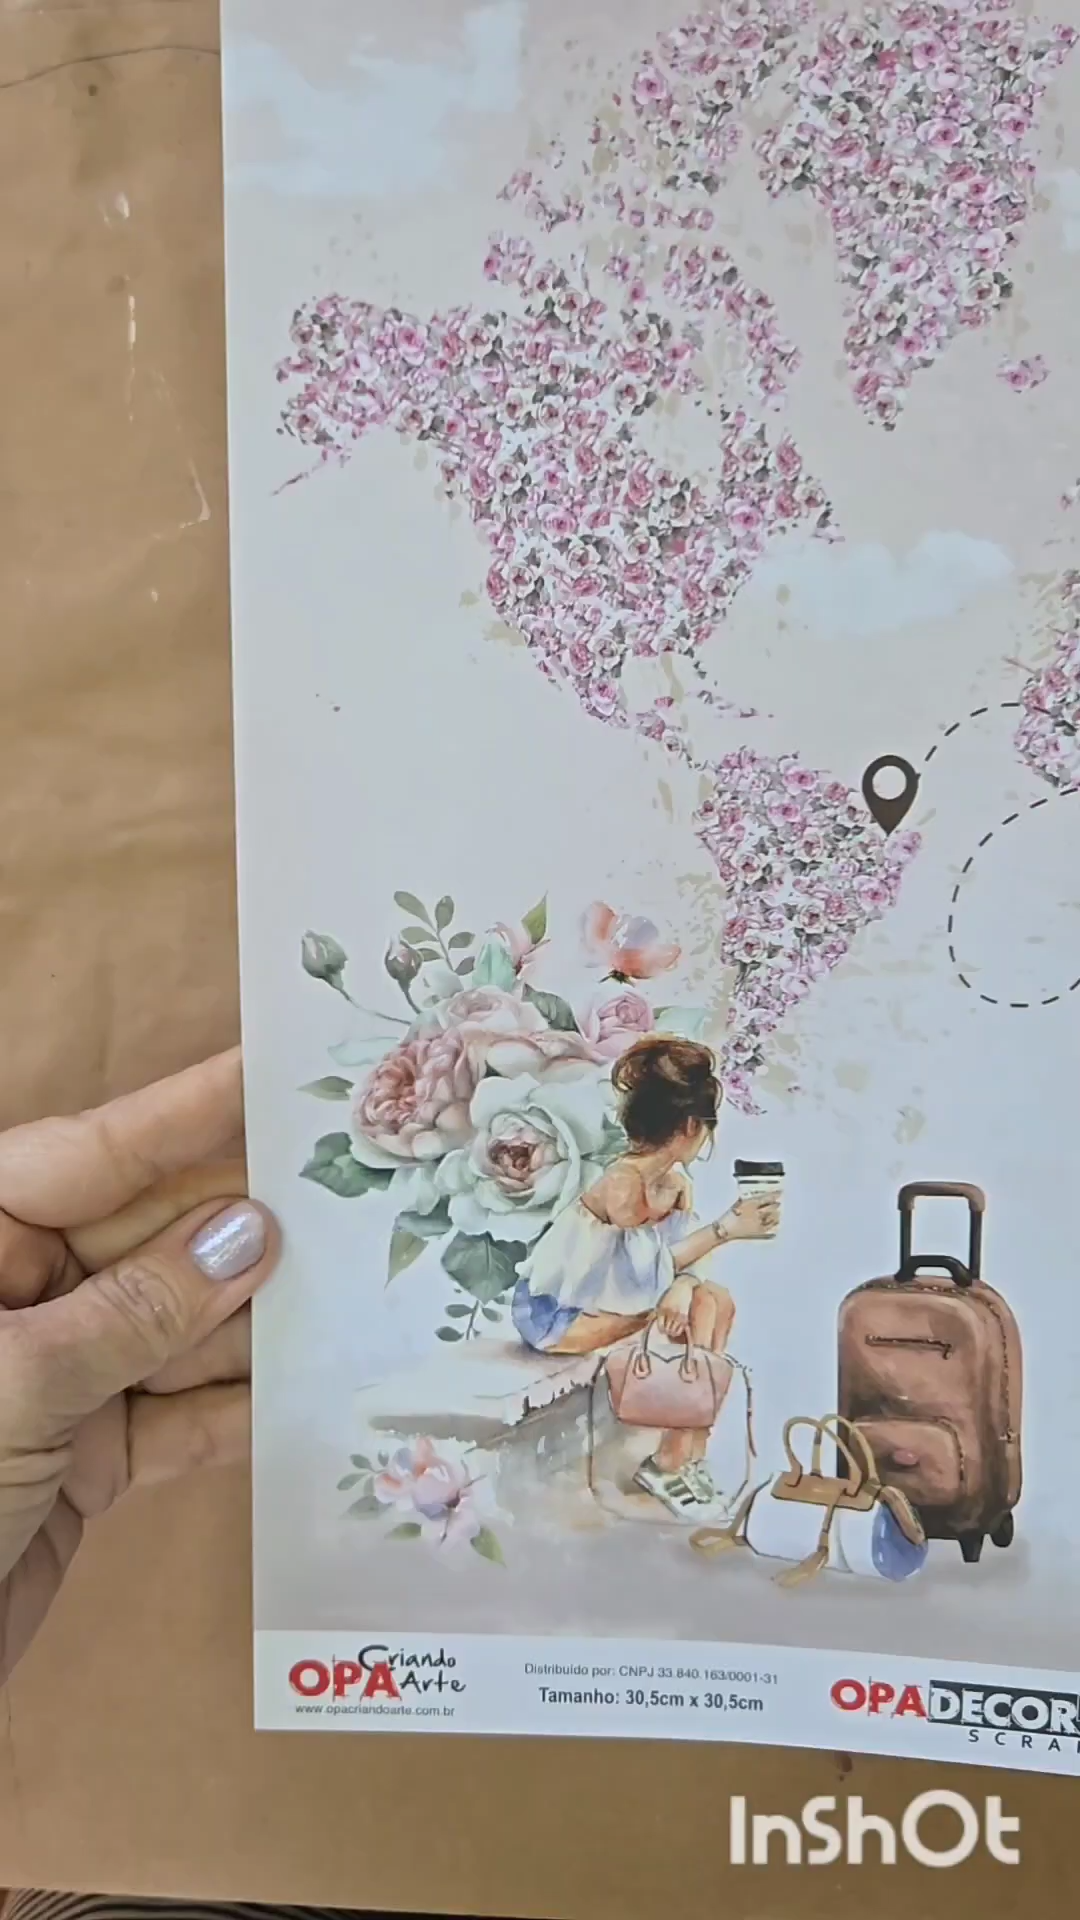 OPA Criando Arte
www.opacriandoarte.com.br
Distribuído por: CNPJ 33.840.163/0001-31
Tamanho: 30,5cm x 30,5cm
OPADECOR
SCRA
InShOt